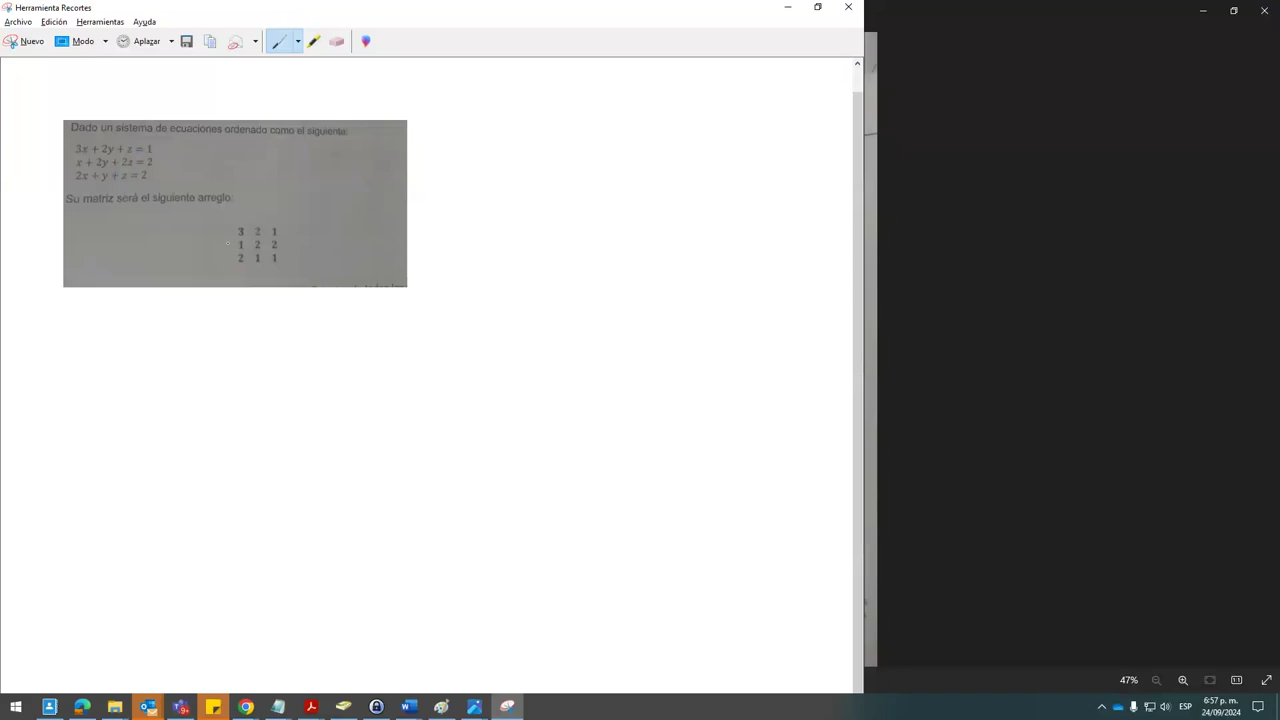 Herramienta Recortes
Archivo Edición Herramientas Ayuda
Nuevo Modo Aplazar
Dado un sistema de ecuaciones ordenado como el siguiente:
3x + 2y + z = 1
x + 2y + 2z = 2
2x + y + z = 2
Su matriz será el siguiente arreglo:
3 2 1
1 2 2
2 1 1
47%
ESP
6:57 p. m.
24/09/2024